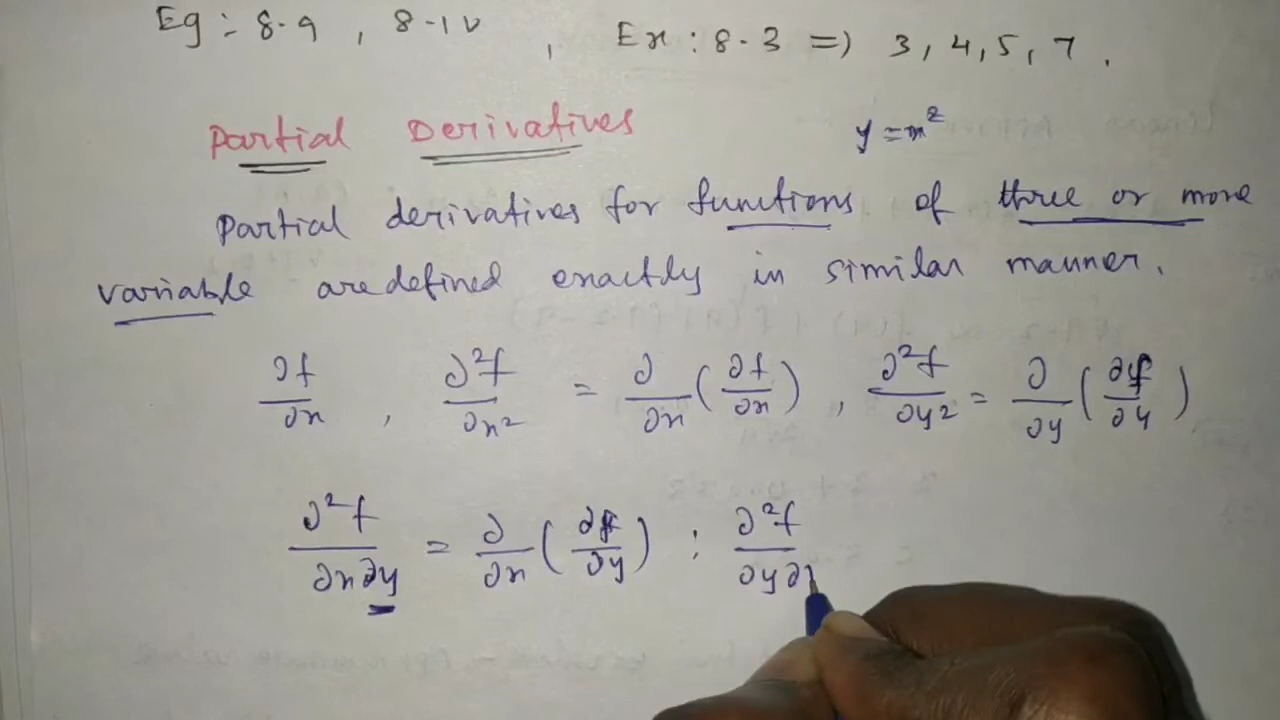 Eg :- 8.9 , 8.10 , Ex : 8.3 => 3, 4, 5, 7 .
Partial Derivatives
y = x²
Partial derivatives for functions of three or more
variable are defined exactly in similar manner.
∂f/∂x , ∂²f/∂x² = ∂/∂x (∂f/∂x) , ∂²f/∂y² = ∂/∂y (∂f/∂y)
∂²f/∂x∂y = ∂/∂x (∂f/∂y) ; ∂²f/∂y∂x